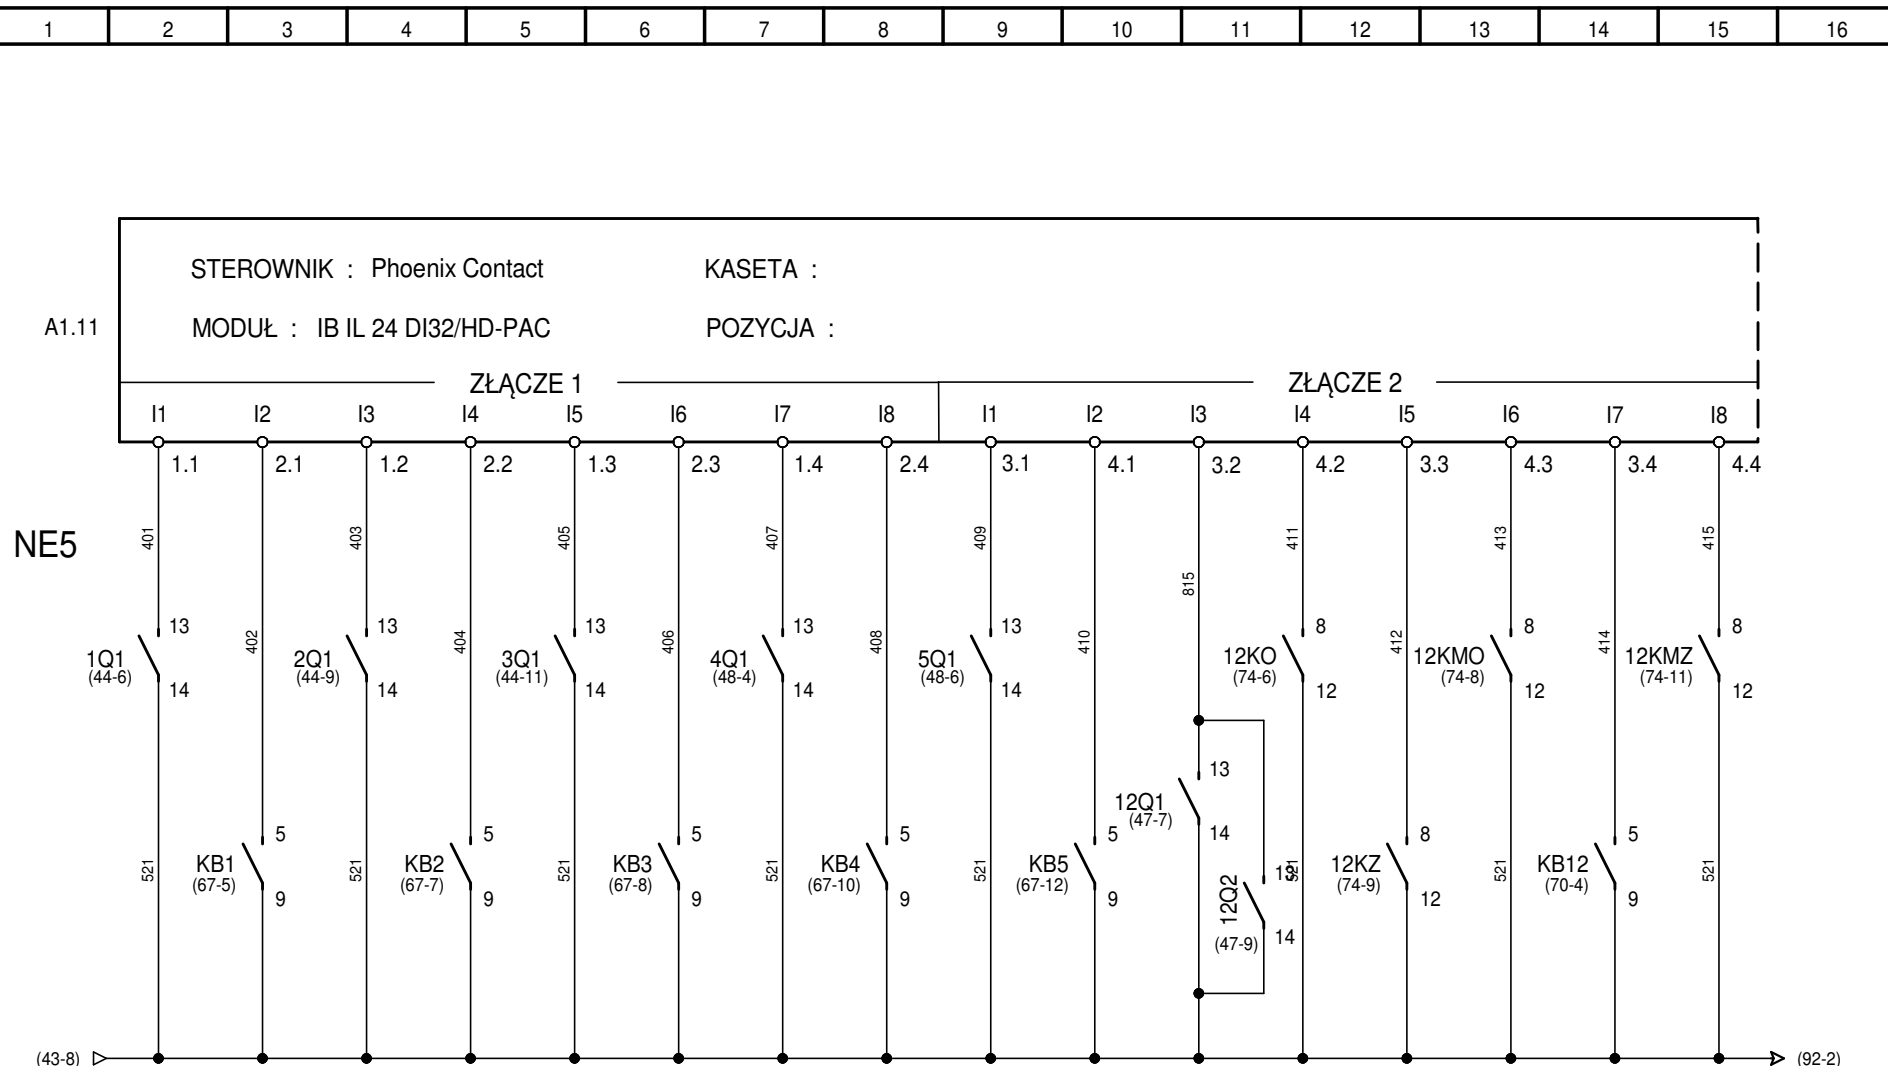 1 2 3 4 5 6 7 8 9 10 11 12 13 14 15 16
STEROWNIK : Phoenix Contact KASETA :
A1.11 MODUŁ : IB IL 24 DI32/HD-PAC POZYCJA :
ZŁĄCZE 1 ZŁĄCZE 2
I1 I2 I3 I4 I5 I6 I7 I8 I1 I2 I3 I4 I5 I6 I7 I8
1.1 2.1 1.2 2.2 1.3 2.3 1.4 2.4 3.1 4.1 3.2 4.2 3.3 4.3 3.4 4.4
NE5 401 403 405 407 409 411 413 415
815
13 13 13 13 13 8 8 8
402 404 406 408 410 412 414
1Q1 2Q1 3Q1 4Q1 5Q1 12KO 12KMO 12KMZ
(44-6) (44-9) (44-11) (48-4) (48-6) (74-6) (74-8) (74-11)
14 14 14 14 14 12 12 12
13
12Q1
(47-7)
14
5 5 5 5 5 8 5
KB1 KB2 KB3 KB4 KB5 12KZ KB12
521 521 521 521 521 13 521 521 521
(67-5) (67-7) (67-8) (67-10) (67-12) (74-9) (70-4)
9 9 9 9 9 12 9
12Q2
(47-9) 14
(43-8) (92-2)